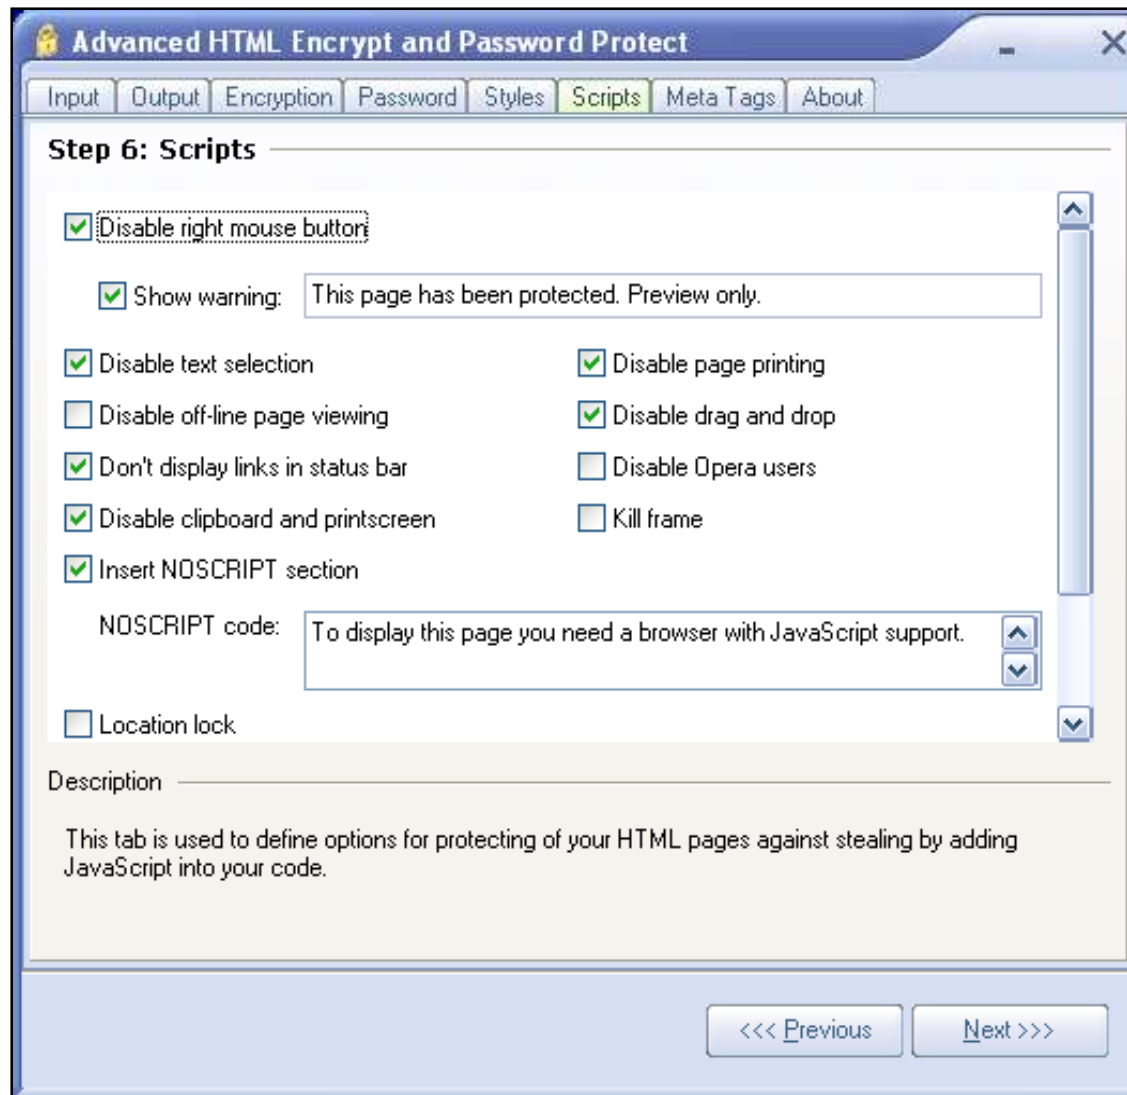 Advanced HTML Encrypt and Password Protect
Input Output Encryption Password Styles Scripts Meta Tags About
Step 6: Scripts
Disable right mouse button
Show warning: This page has been protected. Preview only.
Disable text selection Disable page printing
Disable off-line page viewing Disable drag and drop
Don't display links in status bar Disable Opera users
Disable clipboard and printscreen Kill frame
Insert NOSCRIPT section
NOSCRIPT code: To display this page you need a browser with JavaScript support.
Location lock
Description
This tab is used to define options for protecting of your HTML pages against stealing by adding
JavaScript into your code.
<<< Previous Next >>>